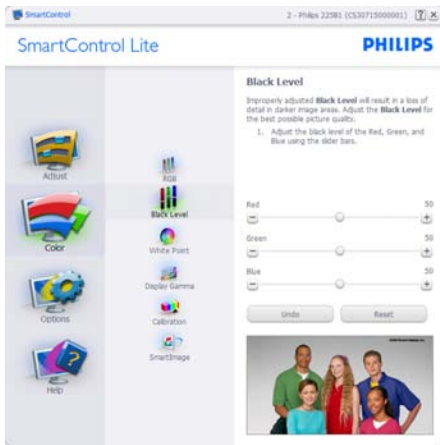 SmartControl
2 - Philips 225B1 (CS30715000001)
SmartControl Lite
PHILIPS
Black Level
Improperly adjusted Black Level will result in a loss of
detail in darker image areas. Adjust the Black Level for
the best possible picture quality.
1. Adjust the black level of the Red, Green, and
Blue using the slider bars.
Adjust
Color
Options
Help
RGB
Black Level
White Point
Display Gamma
Calibration
SmartImage
Red 50
Green 50
Blue 50
Undo Reset